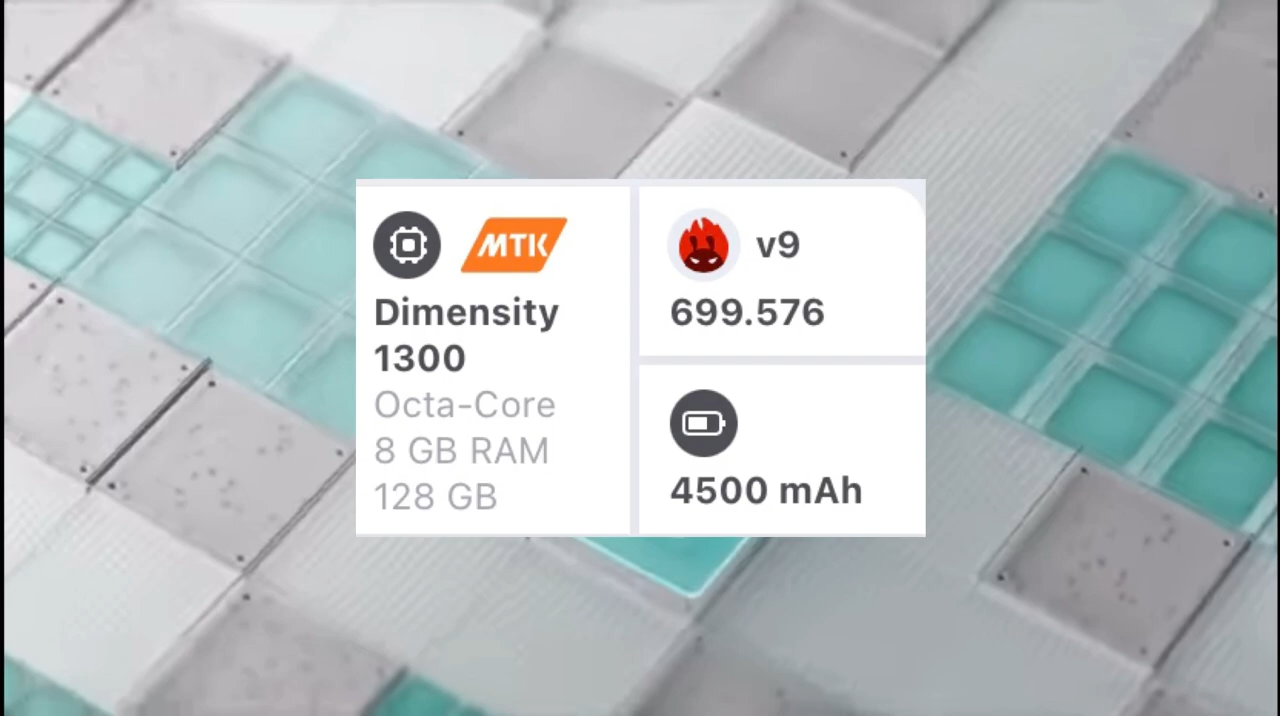 MTK
Dimensity
1300
Octa-Core
8 GB RAM
128 GB
v9
699.576
4500 mAh